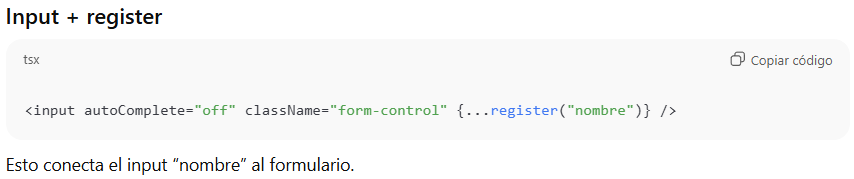 Input + register
tsx
Copiar código
<input autoComplete="off" className="form-control" {...register("nombre")} />
Esto conecta el input “nombre” al formulario.